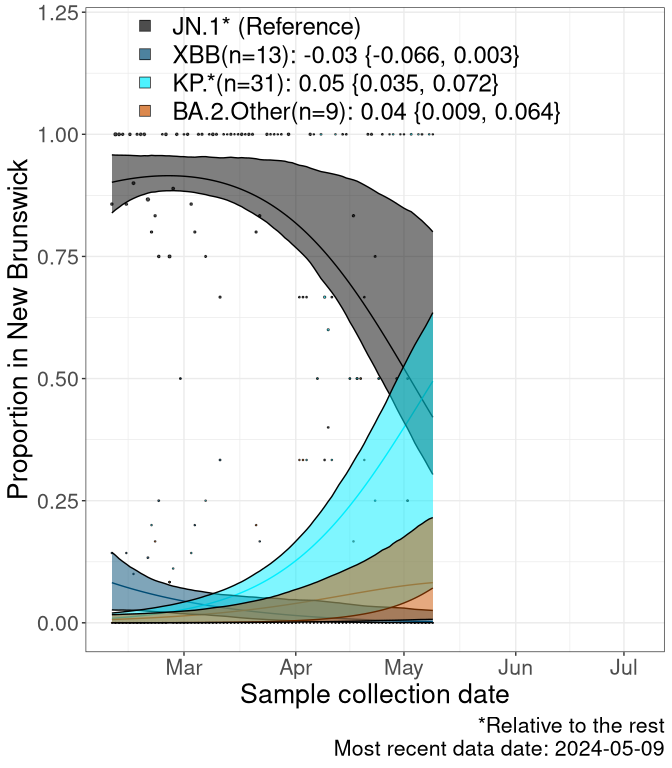 JN.1* (Reference)
XBB(n=13): -0.03 {-0.066, 0.003}
KP.*(n=31): 0.05 {0.035, 0.072}
BA.2.Other(n=9): 0.04 {0.009, 0.064}
1.25
1.00
0.75
0.50
0.25
0.00
Proportion in New Brunswick
Mar Apr May Jun Jul
Sample collection date
*Relative to the rest
Most recent data date: 2024-05-09